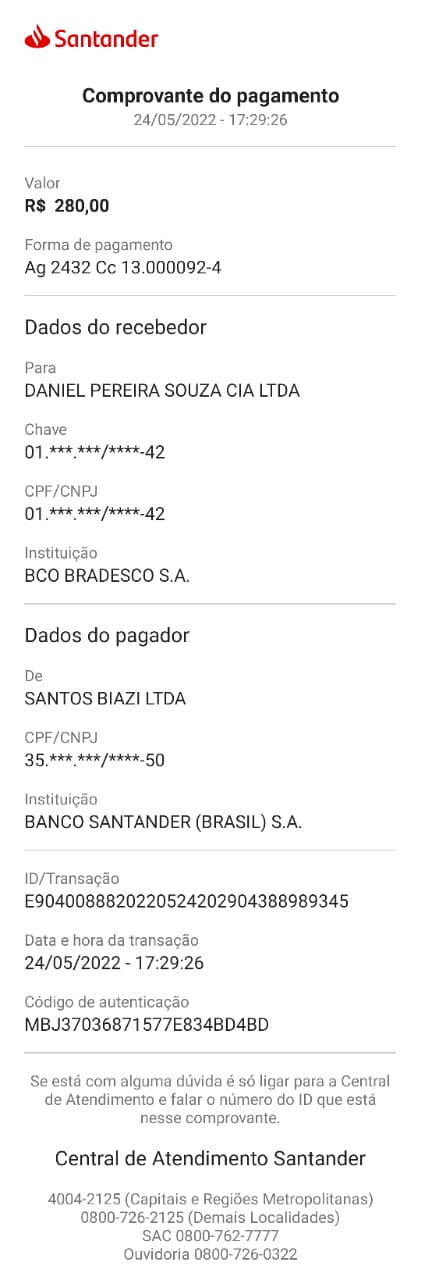 Santander
Comprovante do pagamento
24/05/2022 - 17:29:26
Valor
R$ 280,00
Forma de pagamento
Ag 2432 Cc 13.000092-4
Dados do recebedor
Para
DANIEL PEREIRA SOUZA CIA LTDA
Chave
01.***.***/****-42
CPF/CNPJ
01.***.***/****-42
Instituição
BCO BRADESCO S.A.
Dados do pagador
De
SANTOS BIAZI LTDA
CPF/CNPJ
35.***.***/****-50
Instituição
BANCO SANTANDER (BRASIL) S.A.
ID/Transação
E9040088820220524202904388989345
Data e hora da transação
24/05/2022 - 17:29:26
Código de autenticação
MBJ37036871577E834BD4BD
Se está com alguma dúvida é só ligar para a Central
de Atendimento e falar o número do ID que está
nesse comprovante.
Central de Atendimento Santander
4004-2125 (Capitais e Regiões Metropolitanas)
0800-726-2125 (Demais Localidades)
SAC 0800-762-7777
Ouvidoria 0800-726-0322